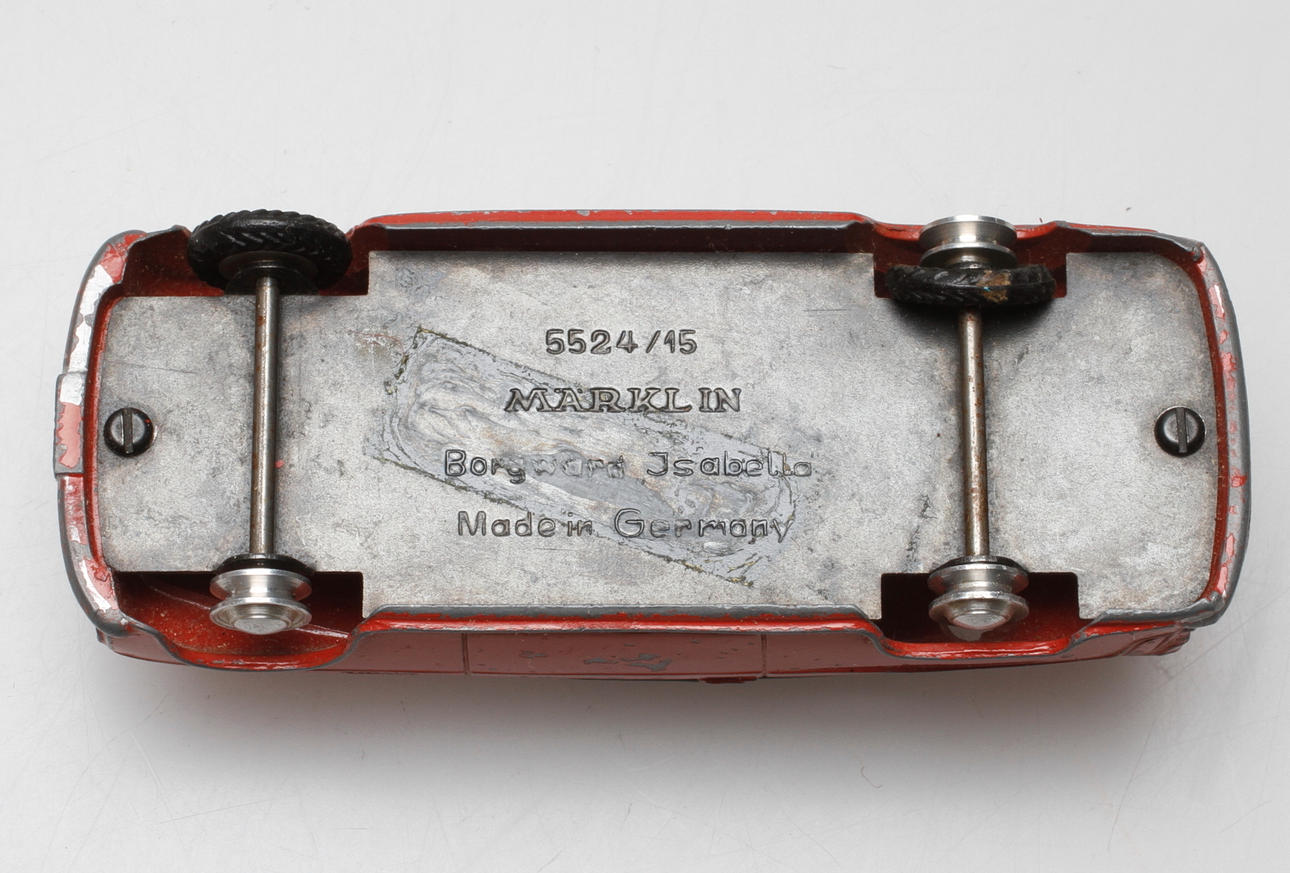 5524/15
MÄRKLIN
Borgward Jsabella
Made in Germany